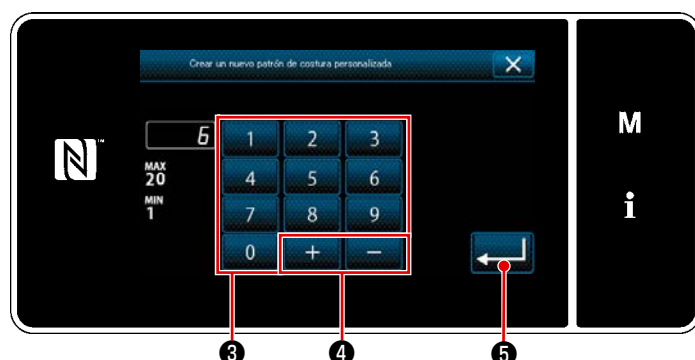 Crear un nuevo patrón de costura personalizada
6
MAX
20
MIN
1
1 2 3
4 5 6
7 8 9
0 + −
N
M
i
❸ ❹ ❺